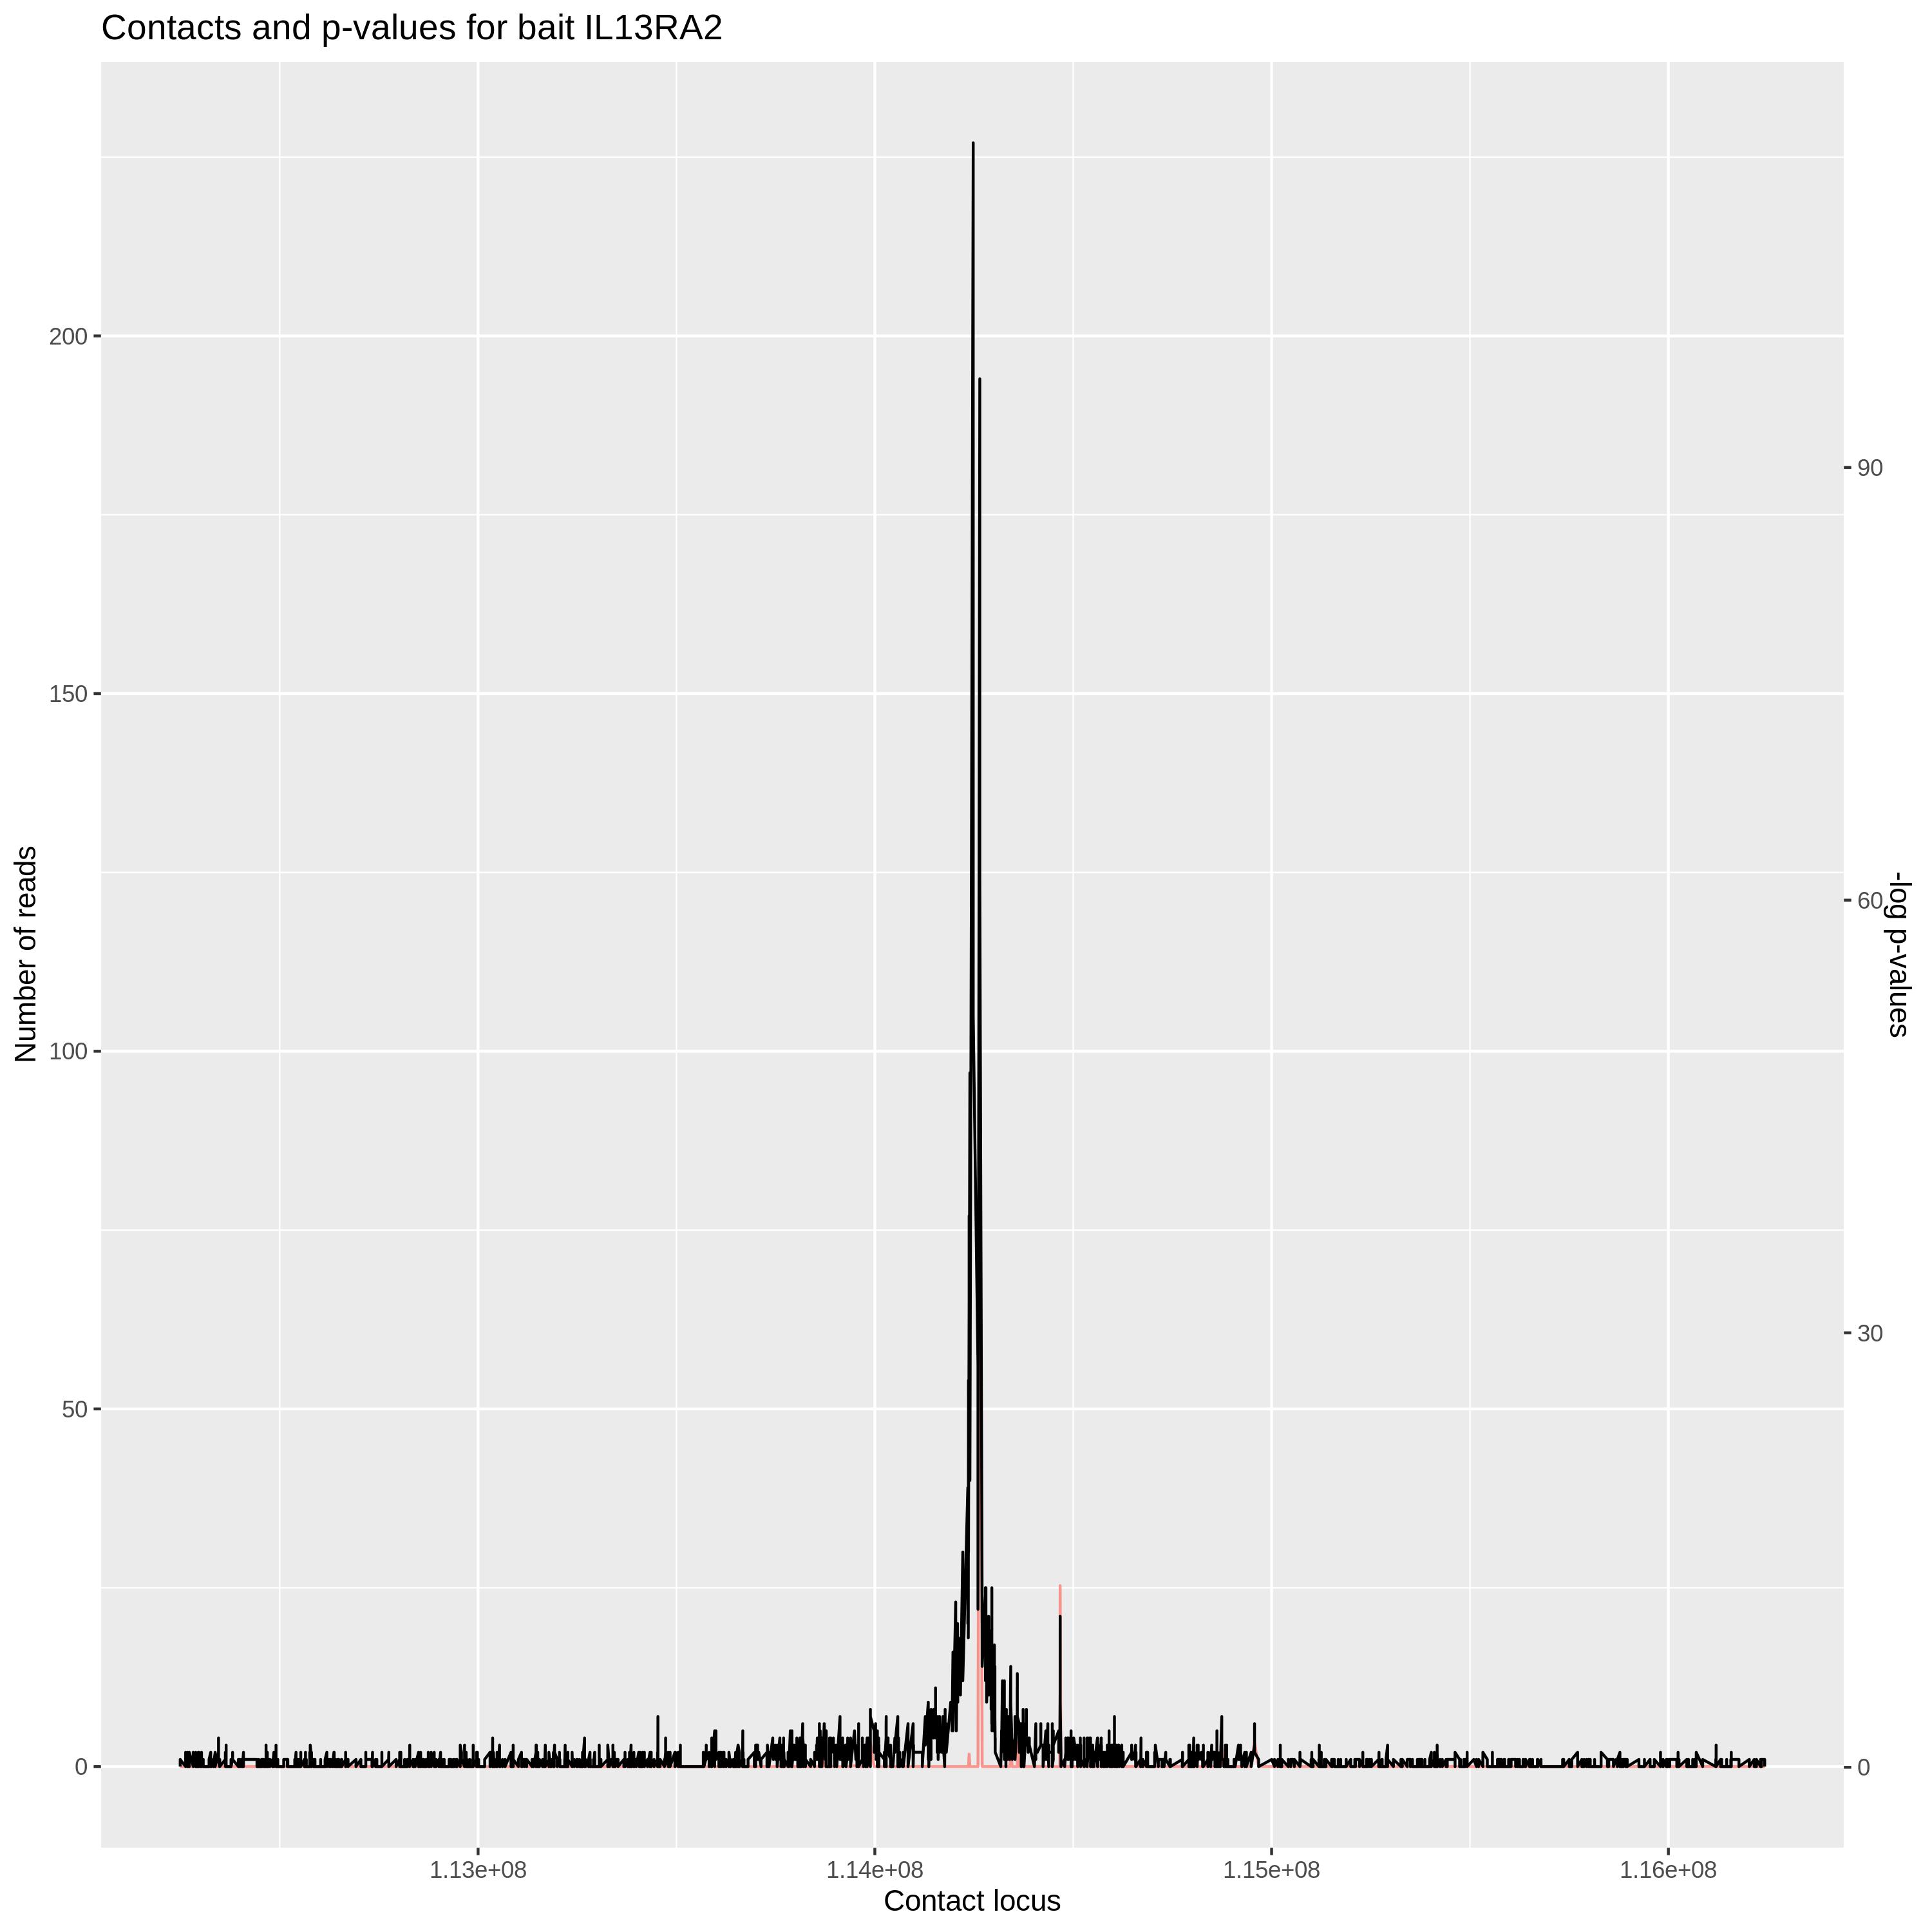 Contacts and p-values for bait IL13RA2
200
150
100
50
0
Number of reads
90
60
30
0
-log p-values
1.13e+08
1.14e+08
1.15e+08
1.16e+08
Contact locus